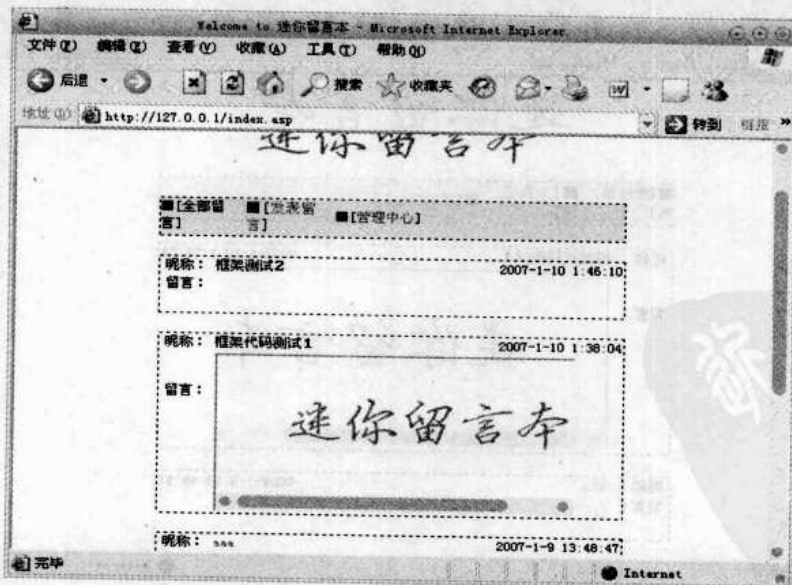 Welcome to 迷你留言本 - Microsoft Internet Explorer
文件(F) 编辑(E) 查看(V) 收藏(A) 工具(T) 帮助(H)
后退 搜索 收藏夹
地址(D) http://127.0.0.1/index.asp 转到 链接 »
迷你留言本
[全部留言] [发表留言] [管理中心]
昵称： 框架测试2 2007-1-10 1:46:10
留言：
昵称： 框架代码测试1 2007-1-10 1:38:04
留言：
迷你留言本
昵称： aaa 2007-1-9 13:48:47
完毕 Internet